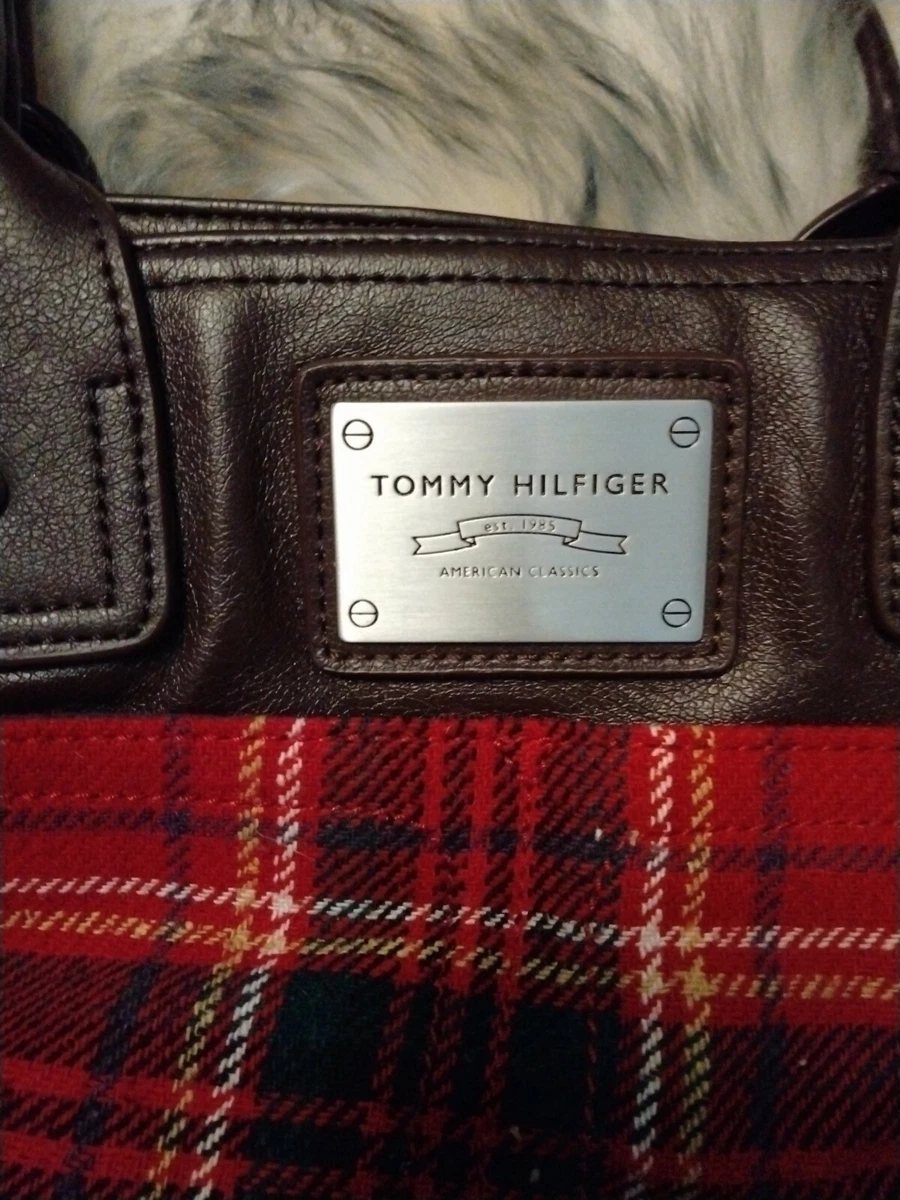 TOMMY HILFIGER
est. 1985
AMERICAN CLASSICS